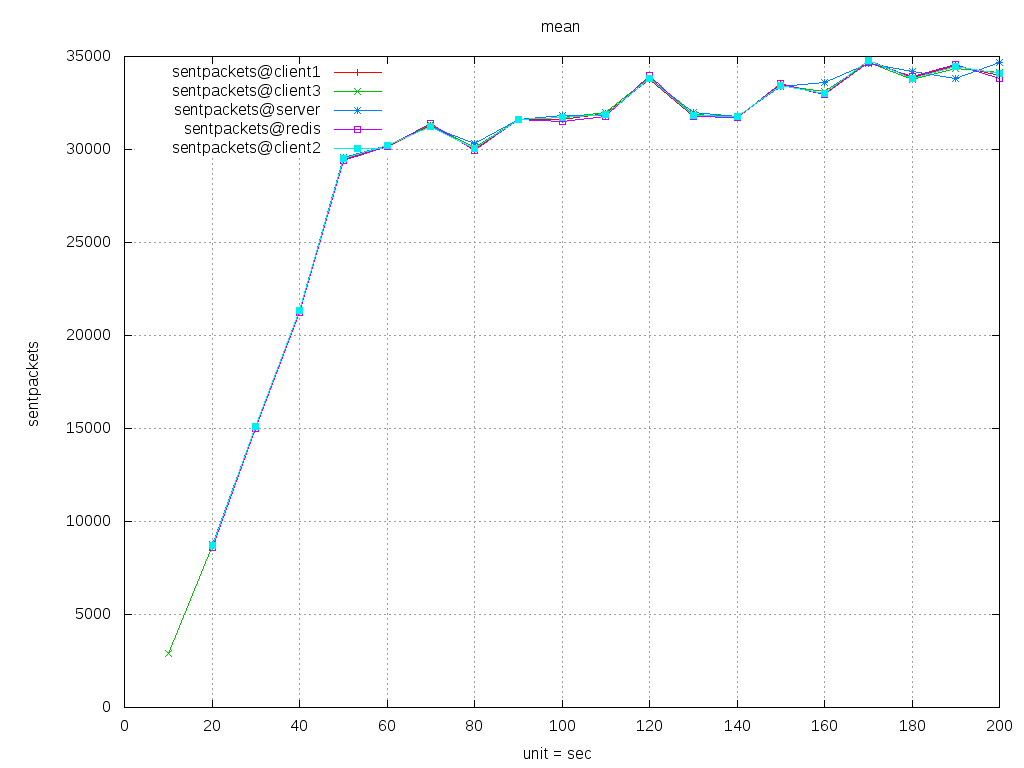 mean
35000
30000
25000
20000
15000
10000
5000
0
sentpackets
sentpackets@client1
sentpackets@client3
sentpackets@server
sentpackets@redis
sentpackets@client2
0 20 40 60 80 100 120 140 160 180 200
unit = sec